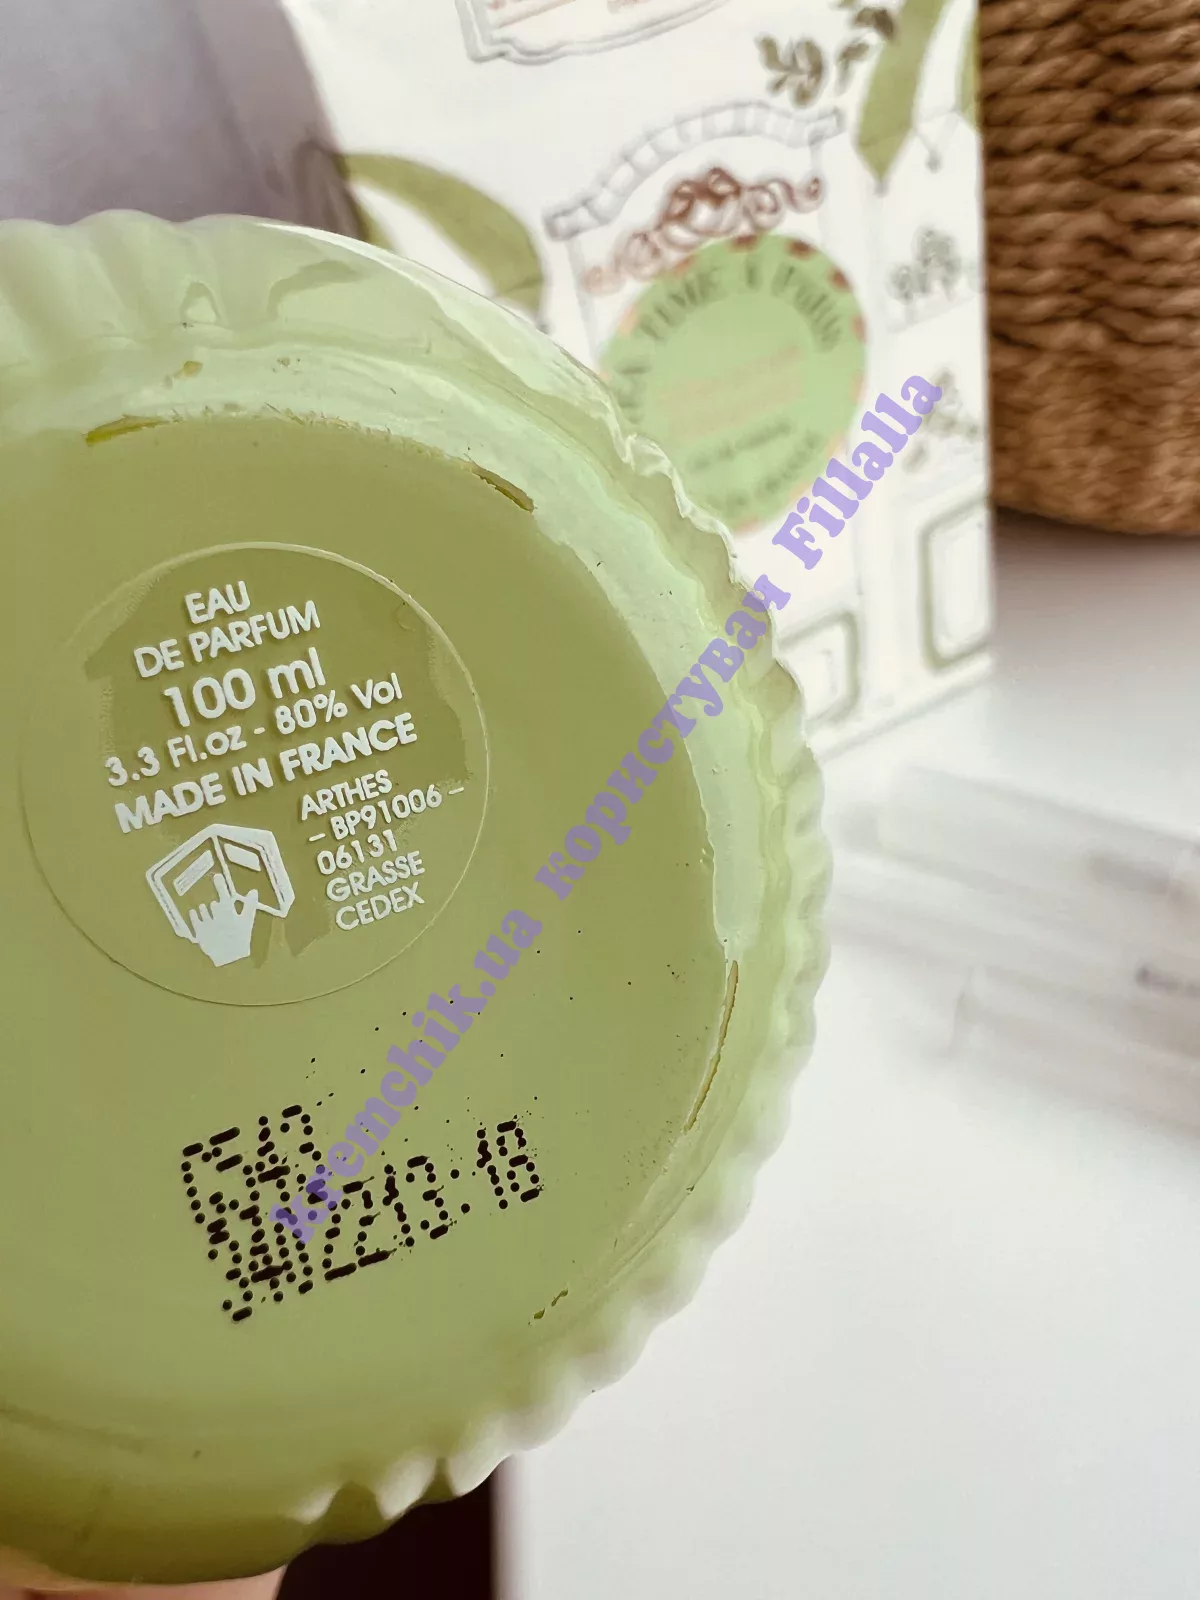 EAU
DE PARFUM
100 ml
3.3 Fl.oz - 80% Vol
MADE IN FRANCE
ARTHES
- BP91006 -
06131
GRASSE
CEDEX
kremchik.ua користувач Fillalla